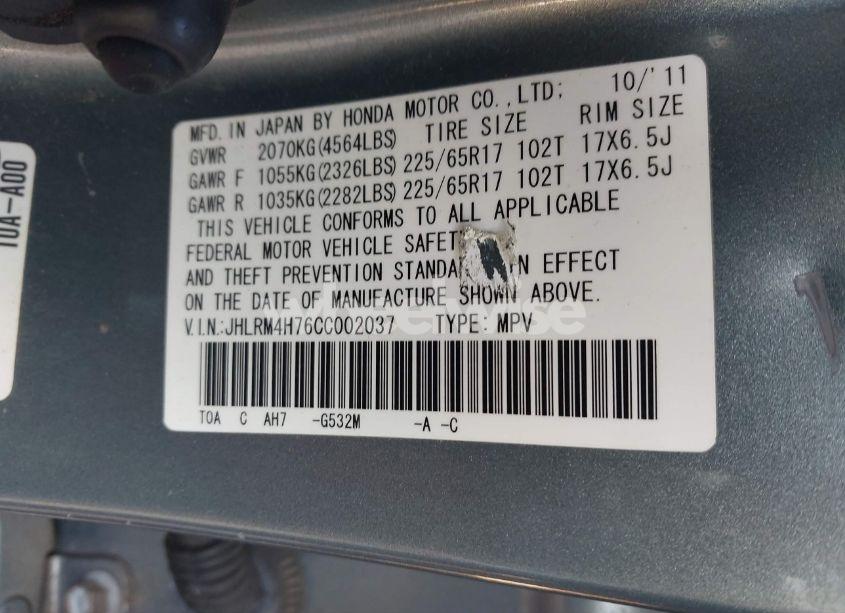 MFD. IN JAPAN BY HONDA MOTOR CO.,LTD; 10/'11
GVWR 2070KG(4564LBS) TIRE SIZE RIM SIZE
GAWR F 1055KG(2326LBS) 225/65R17 102T 17X6.5J
GAWR R 1035KG(2282LBS) 225/65R17 102T 17X6.5J
THIS VEHICLE CONFORMS TO ALL APPLICABLE
FEDERAL MOTOR VEHICLE SAFET
AND THEFT PREVENTION STANDA N EFFECT
ON THE DATE OF MANUFACTURE SHOWN ABOVE.
V.I.N.:JHLRM4H76CC002037 TYPE: MPV
T0A C AH7 -G532M -A -C
T0A-A00